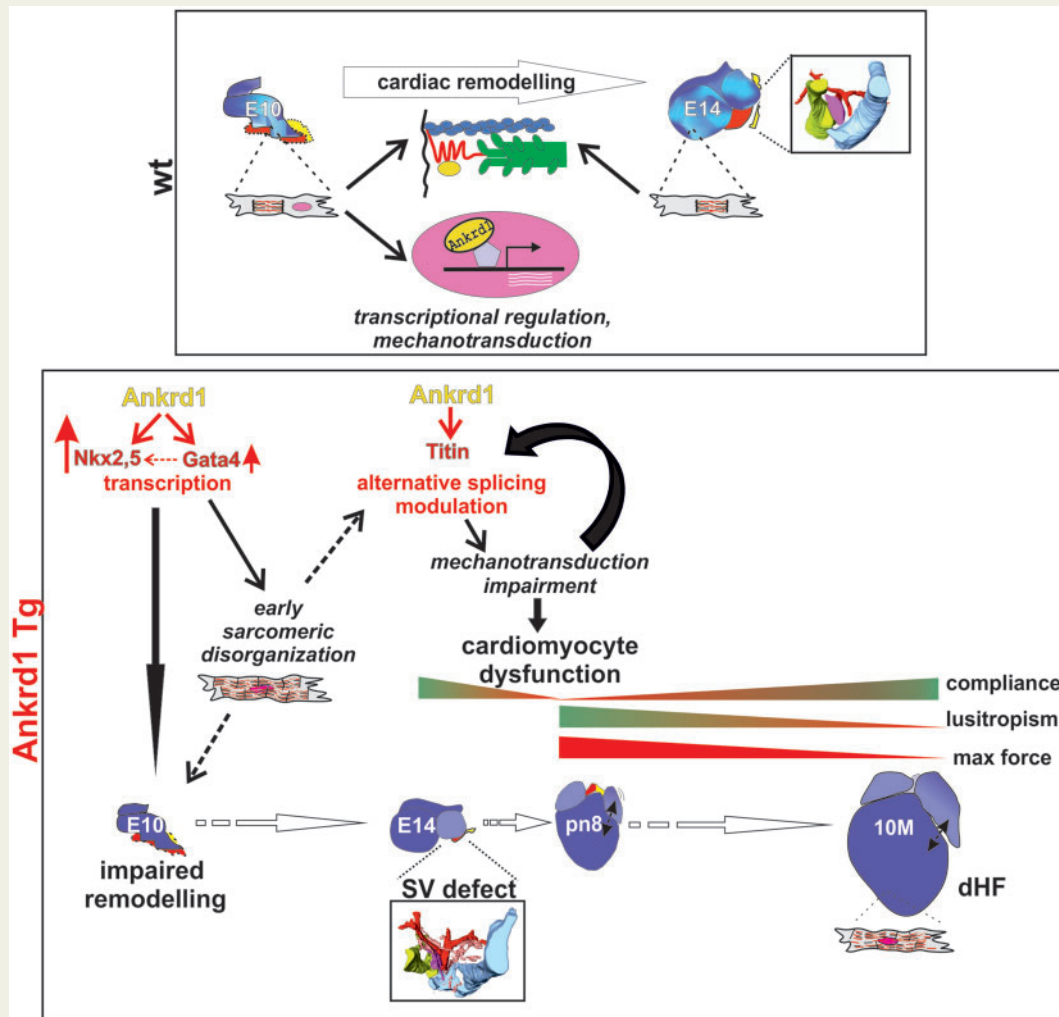 wt
E10
cardiac remodelling
E14
Ankrd1
transcriptional regulation,
mechanotransduction
Ankrd1 Tg
Ankrd1
Nkx2,5
Gata4
transcription
Ankrd1
Titin
alternative splicing
modulation
mechanotransduction
impairment
early
sarcomeric
disorganization
cardiomyocyte
dysfunction
compliance
lusitropism
max force
E10
E14
pn8
10M
impaired
remodelling
SV defect
dHF